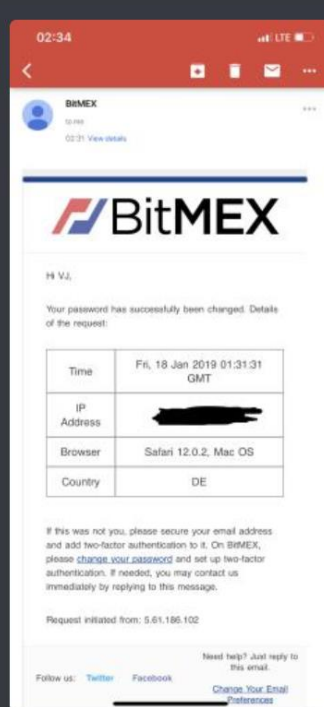 02:34
LTE
BitMEX
to me
02:31 View details
BitMEX
Hi VJ,
Your password has successfully been changed. Details
of the request:
Time
Fri, 18 Jan 2019 01:31:31
GMT
IP
Address
Browser
Safari 12.0.2, Mac OS
Country
DE
If this was not you, please secure your email address
and add two-factor authentication to it. On BitMEX,
please change your password and set up two-factor
authentication. If needed, you may contact us
immediately by replying to this message.
Request initiated from: 5.61.186.102
Need help? Just reply to
this email.
Follow us: Twitter Facebook
Change Your Email
Preferences